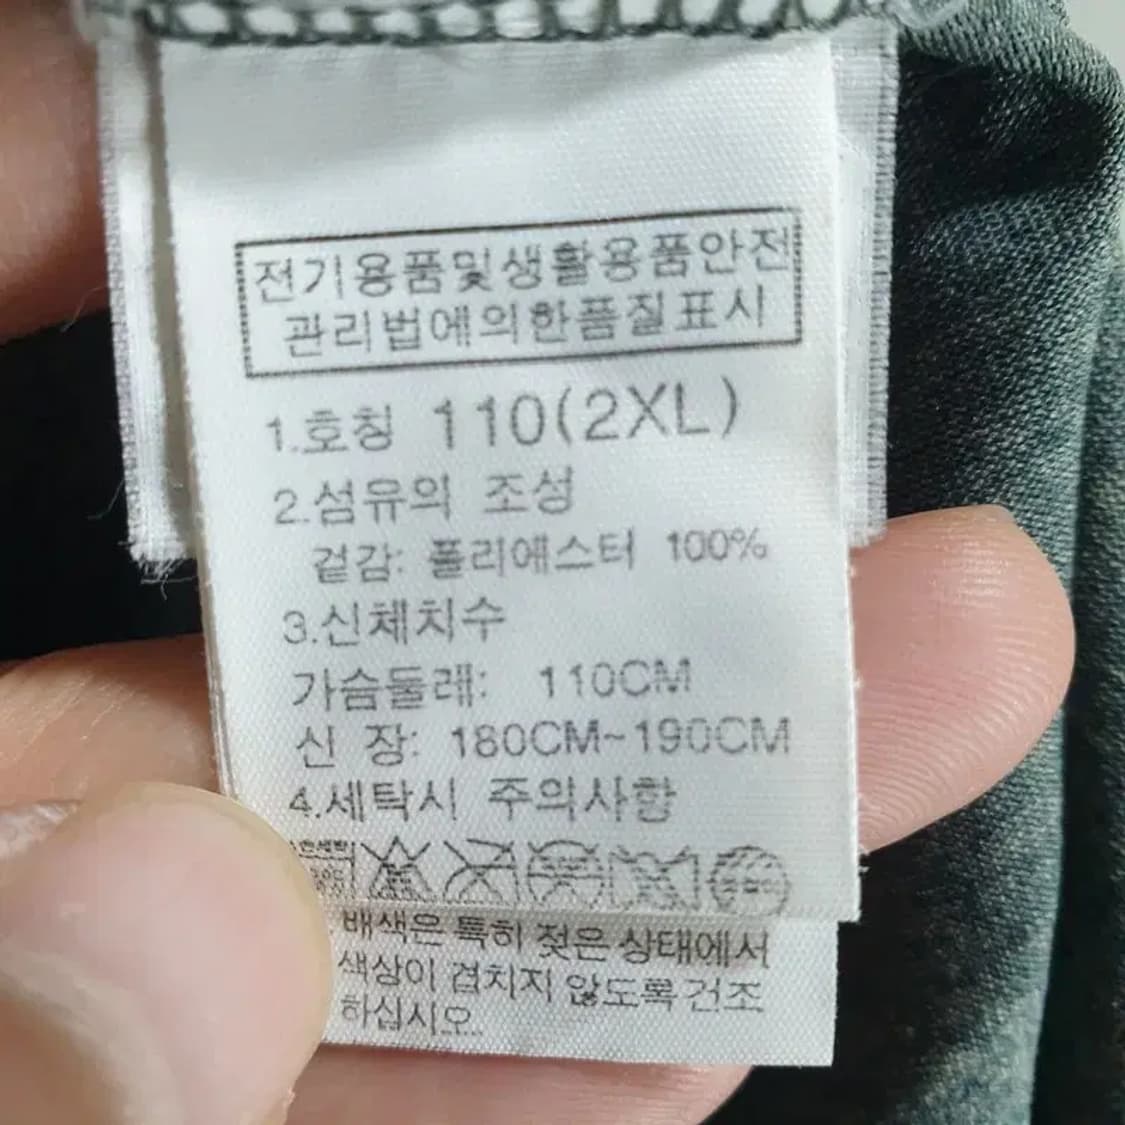 전기용품및생활용품안전
관리법에의한품질표시
1.호칭 110(2XL)
2.섬유의 조성
겉감: 폴리에스터 100%
3.신체치수
가슴둘레: 110CM
신 장: 180CM~190CM
4.세탁시 주의사항
배색은 특히 젖은 상태에서
색상이 겹치지 않도록 건조
하십시오.